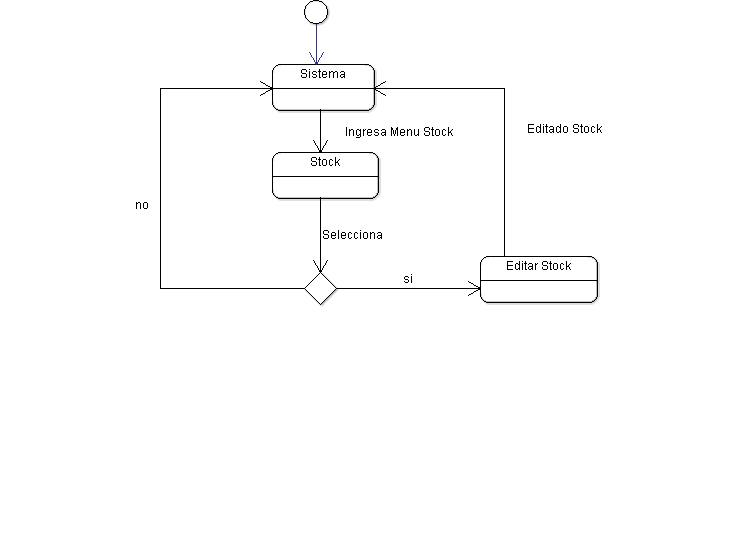 Sistema
Ingresa Menu Stock
Editado Stock
Stock
no
Selecciona
Editar Stock
si